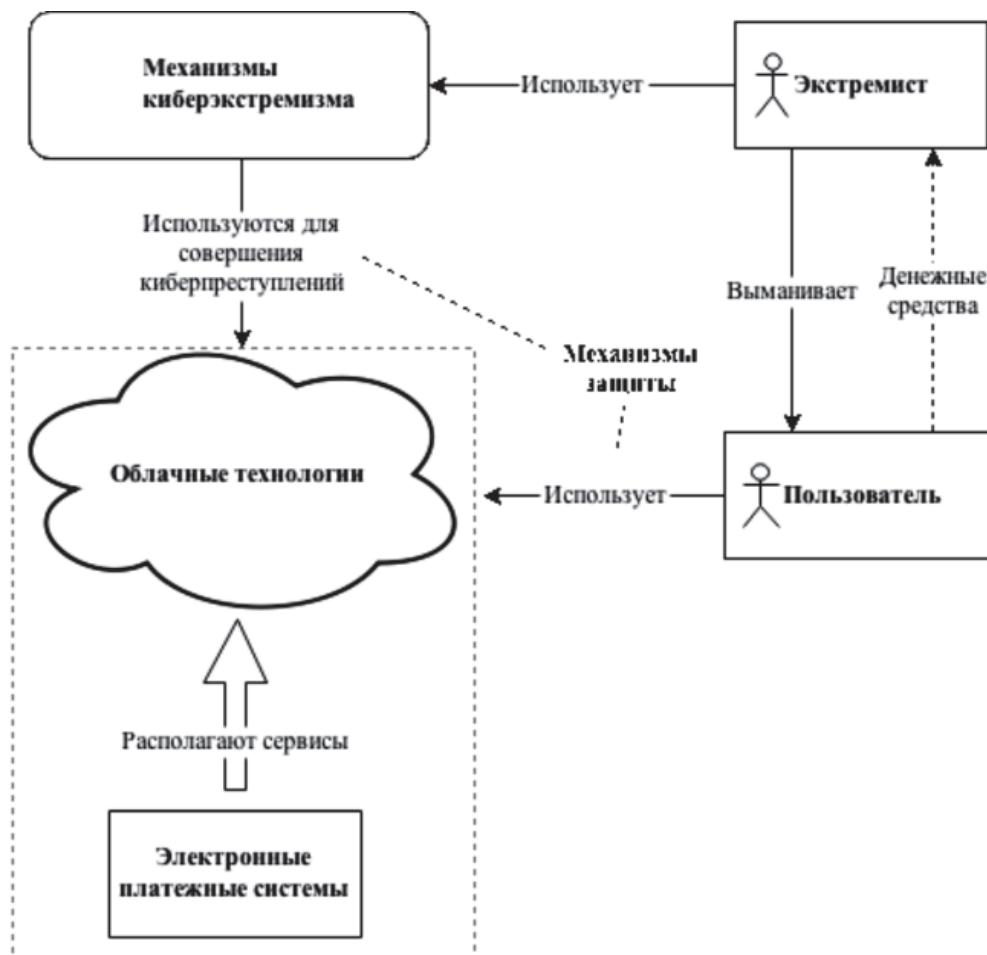 Механизмы
киберэкстремизма
Использует
Экстремист
Используются для
совершения
киберпреступлений
Выманивает
Денежные
средства
Механизмы
защиты
Облачные технологии
Использует
Пользователь
Располагают сервисы
Электронные
платежные системы